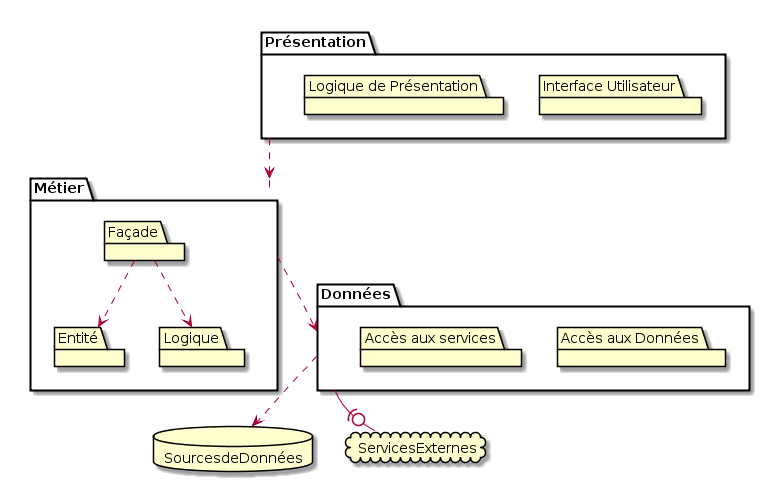 Présentation
Logique de Présentation
Interface Utilisateur
Métier
Façade
Entité
Logique
Données
Accès aux services
Accès aux Données
SourcesdeDonnées
ServicesExternes